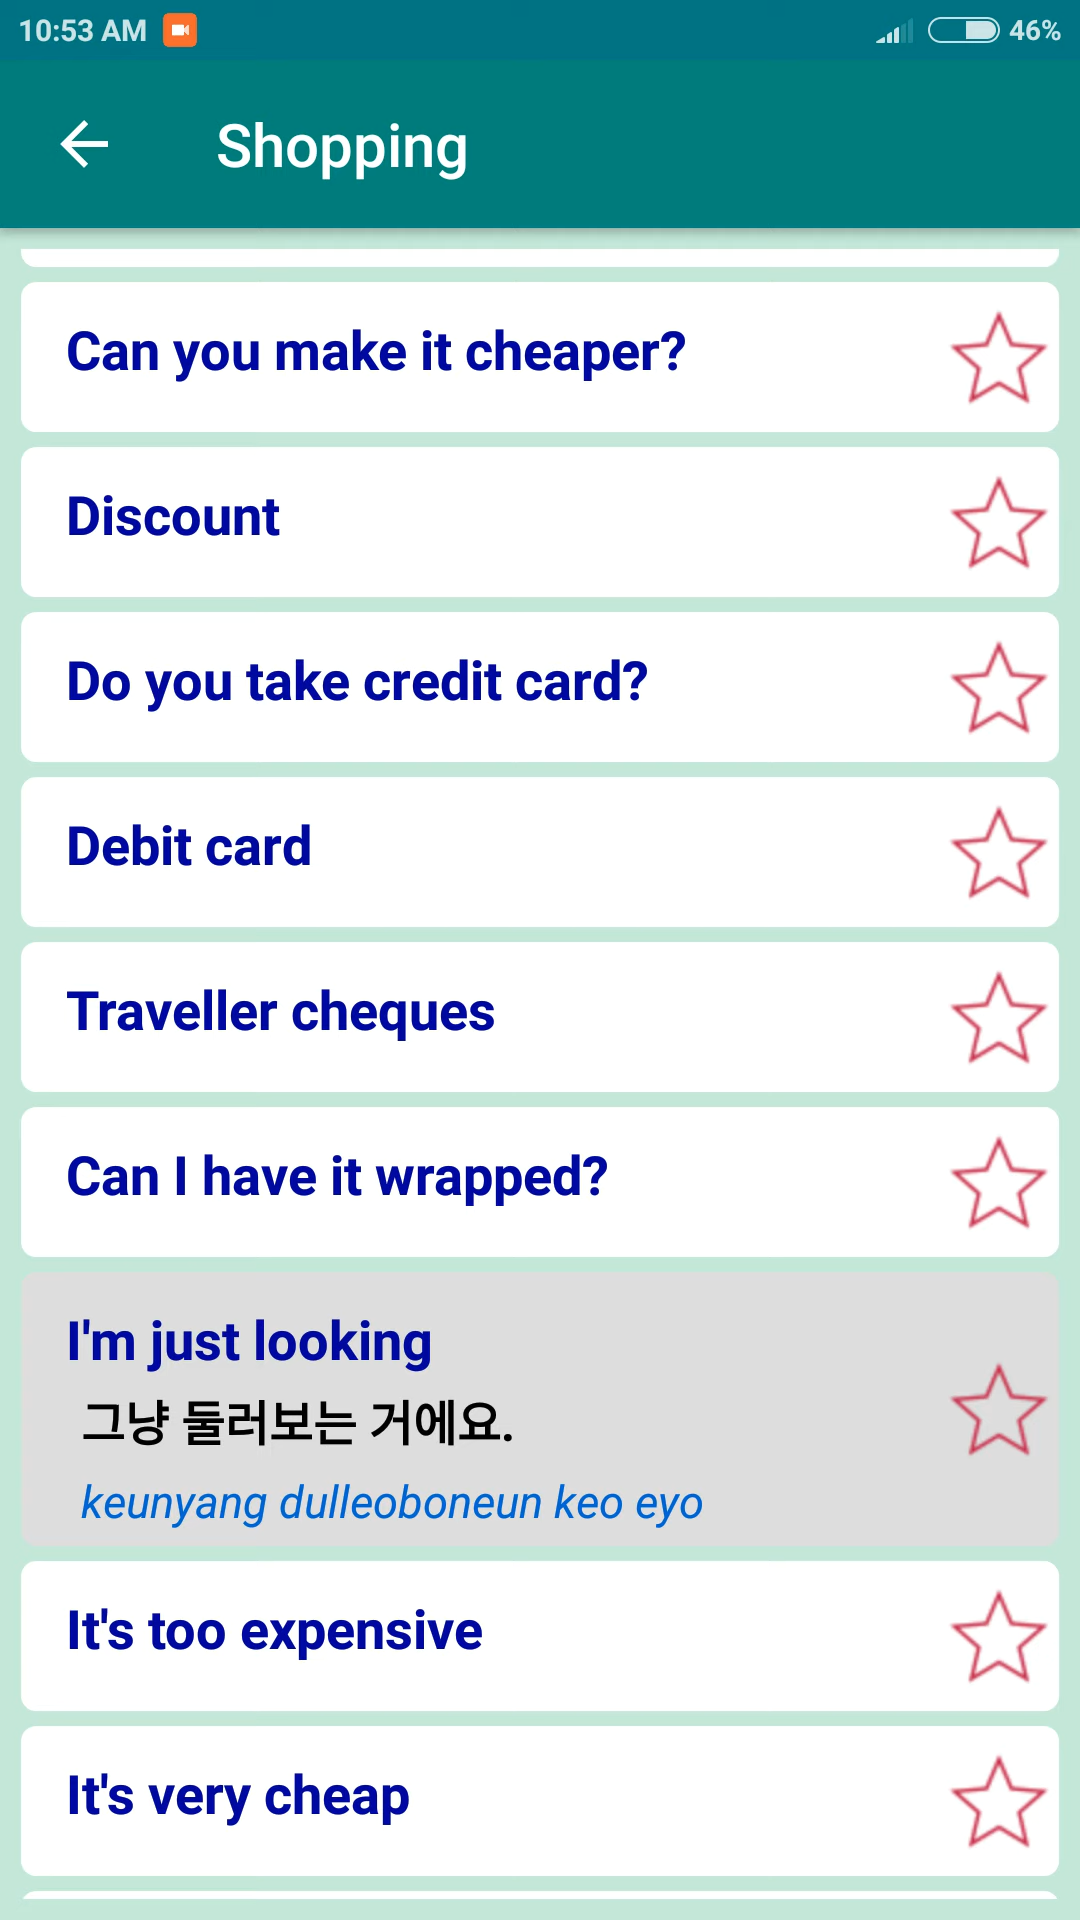 10:53 AM 46%
Shopping
Can you make it cheaper?
Discount
Do you take credit card?
Debit card
Traveller cheques
Can I have it wrapped?
I'm just looking
그냥 둘러보는 거에요.
keunyang dulleoboneun keo eyo
It's too expensive
It's very cheap